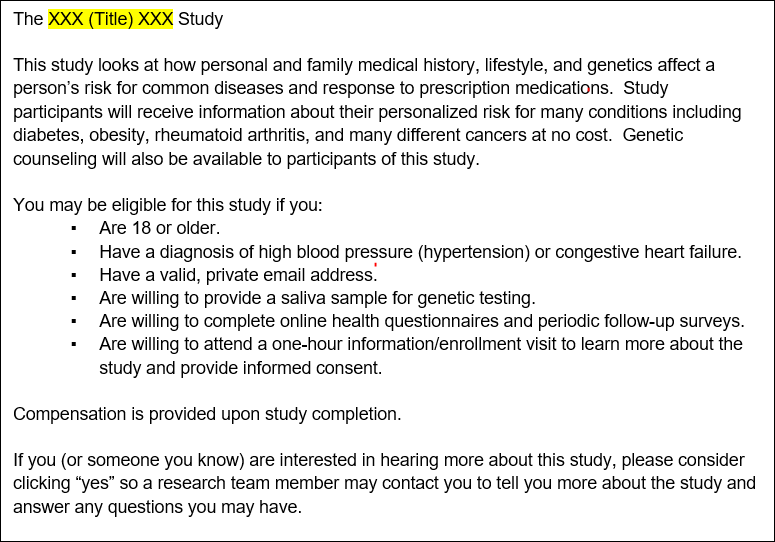 The XXX (Title) XXX Study
This study looks at how personal and family medical history, lifestyle, and genetics affect a
person’s risk for common diseases and response to prescription medications.  Study
participants will receive information about their personalized risk for many conditions including
diabetes, obesity, rheumatoid arthritis, and many different cancers at no cost.  Genetic
counseling will also be available to participants of this study.
You may be eligible for this study if you:
▪ Are 18 or older.
▪ Have a diagnosis of high blood pressure (hypertension) or congestive heart failure.
▪ Have a valid, private email address.
▪ Are willing to provide a saliva sample for genetic testing.
▪ Are willing to complete online health questionnaires and periodic follow-up surveys.
▪ Are willing to attend a one-hour information/enrollment visit to learn more about the
study and provide informed consent.
Compensation is provided upon study completion.
If you (or someone you know) are interested in hearing more about this study, please consider
clicking “yes” so a research team member may contact you to tell you more about the study and
answer any questions you may have.